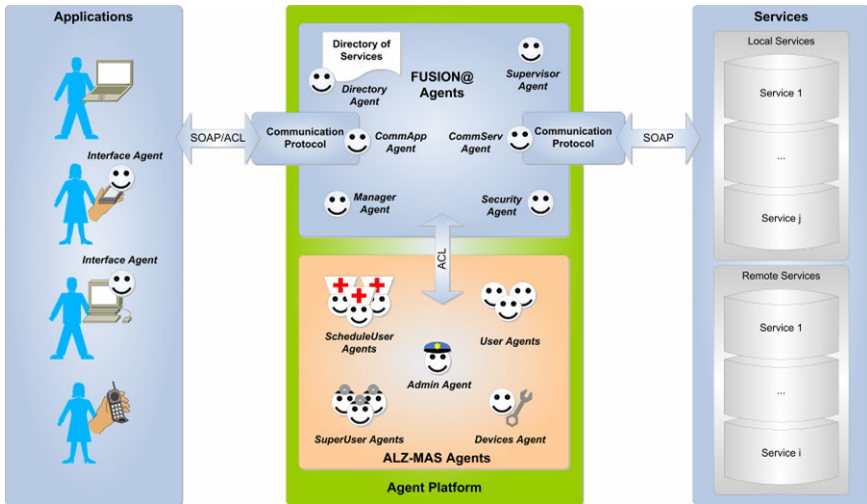 Applications
Interface Agent
Interface Agent
SOAP/ACL
Directory of
Services
FUSION@
Agents
Directory
Agent
Supervisor
Agent
Communication
Protocol
CommApp
Agent
CommServ
Agent
Communication
Protocol
Manager
Agent
Security
Agent
ACL
ScheduleUser
Agents
User Agents
Admin Agent
SuperUser Agents
Devices Agent
ALZ-MAS Agents
Agent Platform
SOAP
Services
Local Services
Service 1
...
Service j
Remote Services
Service 1
...
Service i